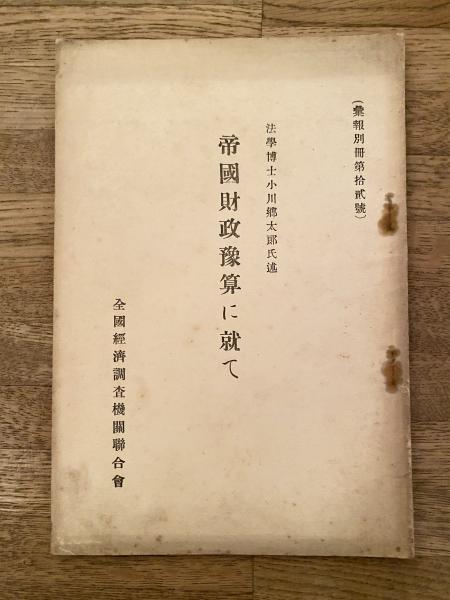 (彙報別冊第拾貳號)
法學博士小川鄕太郎氏述
帝國財政豫算に就て
全國經濟調査機關聯合會